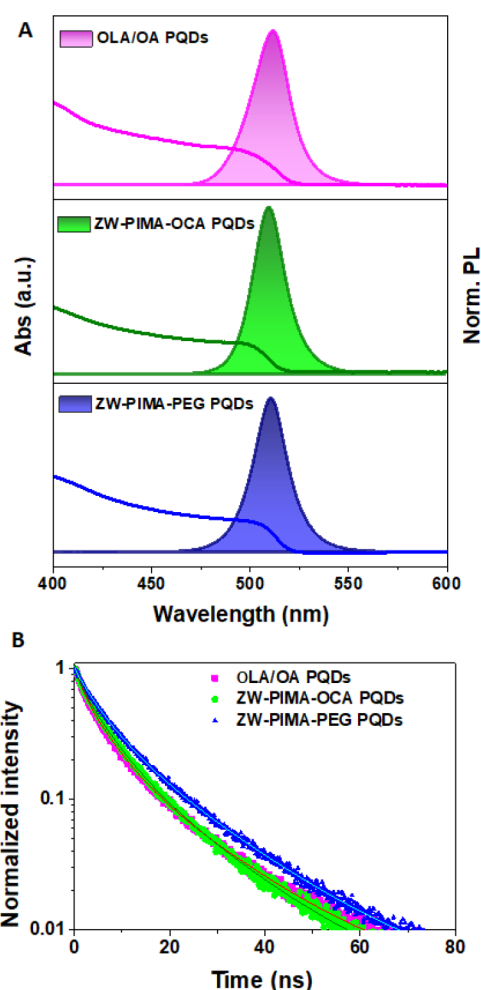 A
OLA/OA PQDs
ZW-PIMA-OCA PQDs
ZW-PIMA-PEG PQDs
Abs (a.u.)
Norm. PL
400 450 500 550 600
Wavelength (nm)
B
OLA/OA PQDs
ZW-PIMA-OCA PQDs
ZW-PIMA-PEG PQDs
Normalized intensity
1
0.1
0.01
0 20 40 60 80
Time (ns)